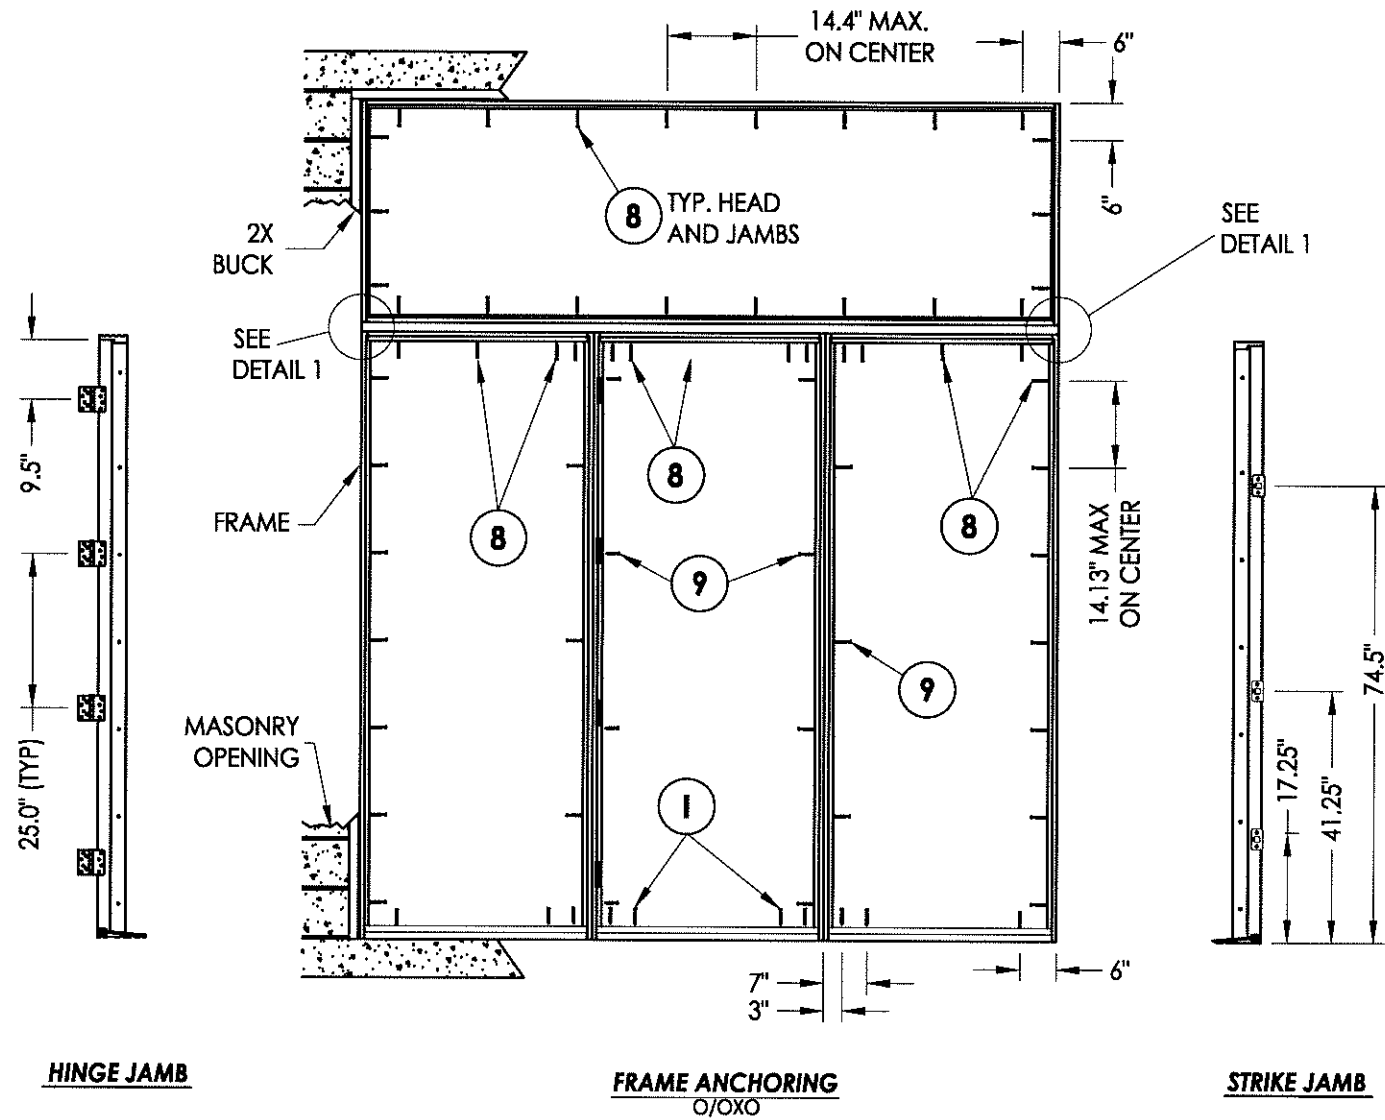 14.4" MAX.
ON CENTER
6"
6"
8
TYP. HEAD
AND JAMBS
2X
BUCK
SEE
DETAIL 1
SEE
DETAIL 1
9.5"
25.0" (TYP)
FRAME
8
8
8
9
9
14.13" MAX
ON CENTER
MASONRY
OPENING
1
74.5"
17.25"
41.25"
7"
3"
6"
HINGE JAMB
FRAME ANCHORING
O/OXO
STRIKE JAMB